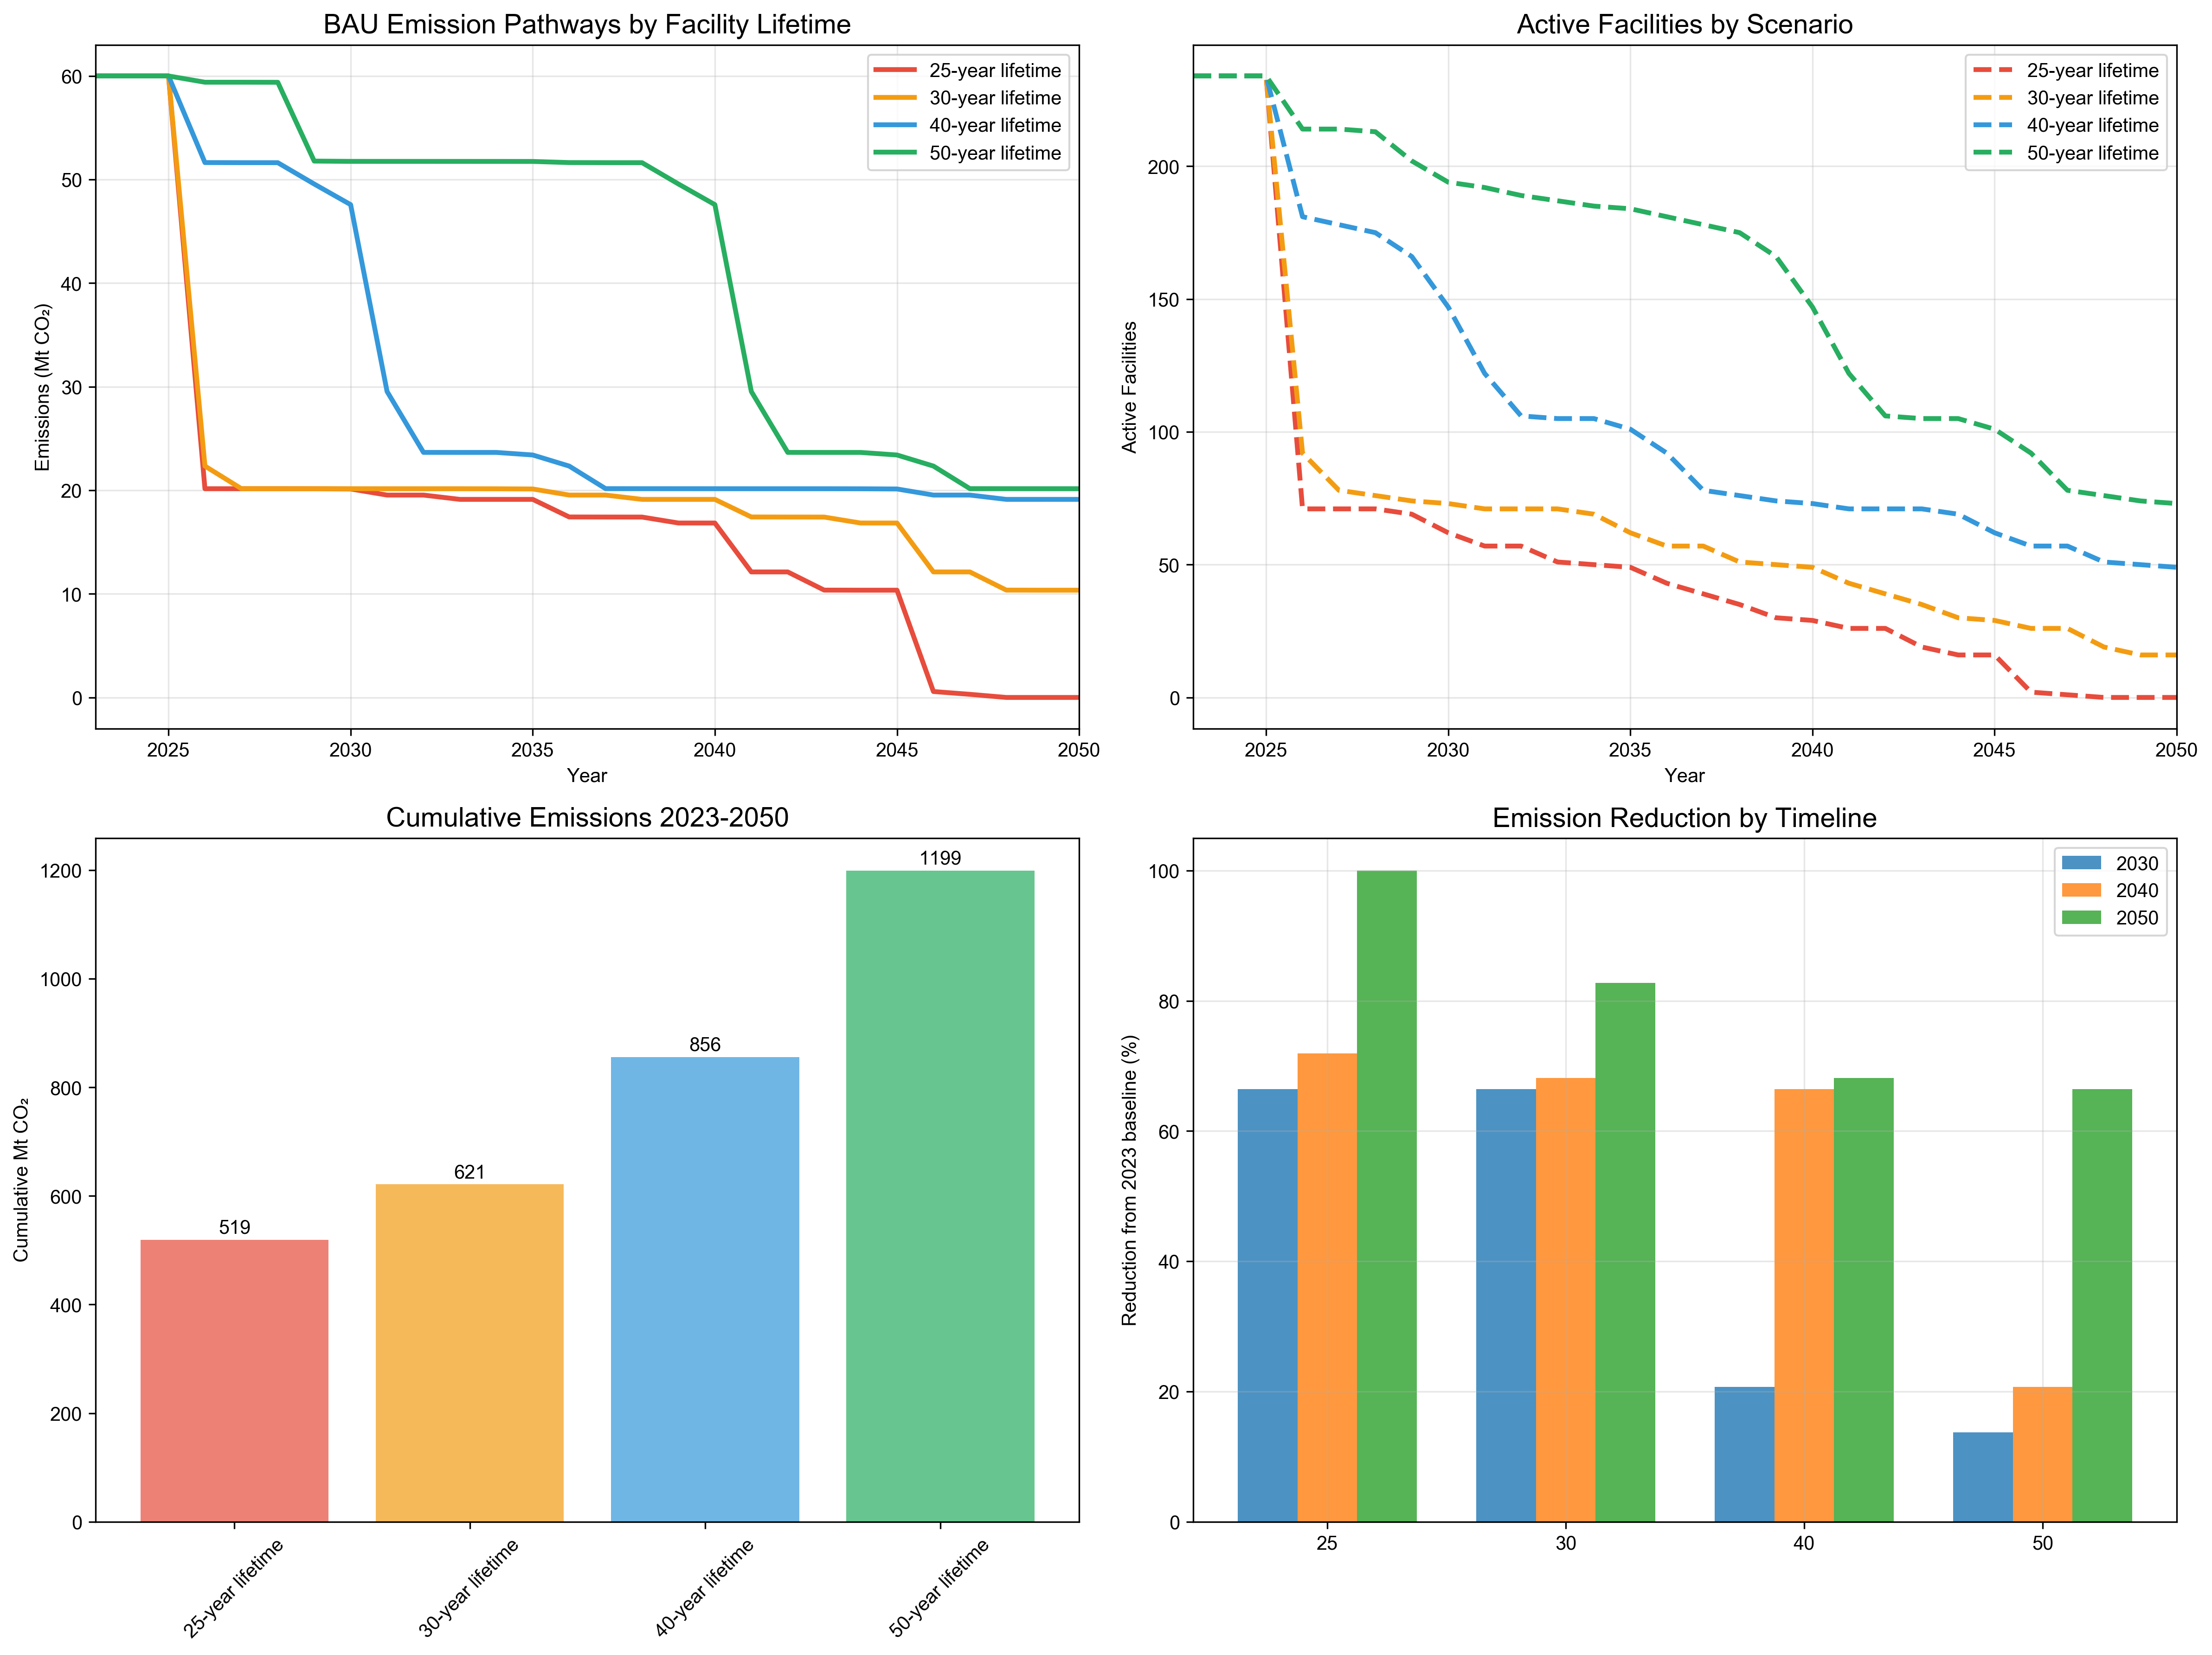 BAU Emission Pathways by Facility Lifetime
Emissions (Mt CO₂)
60
50
40
30
20
10
0
25-year lifetime
30-year lifetime
40-year lifetime
50-year lifetime
2025
2030
2035
2040
2045
2050
Year
Active Facilities by Scenario
Active Facilities
200
150
100
50
0
25-year lifetime
30-year lifetime
40-year lifetime
50-year lifetime
2025
2030
2035
2040
2045
2050
Year
Cumulative Emissions 2023-2050
Cumulative Mt CO₂
1200
1000
800
600
400
200
0
519
621
856
1199
25-year lifetime
30-year lifetime
40-year lifetime
50-year lifetime
Emission Reduction by Timeline
Reduction from 2023 baseline (%)
100
80
60
40
20
0
2030
2040
2050
25
30
40
50